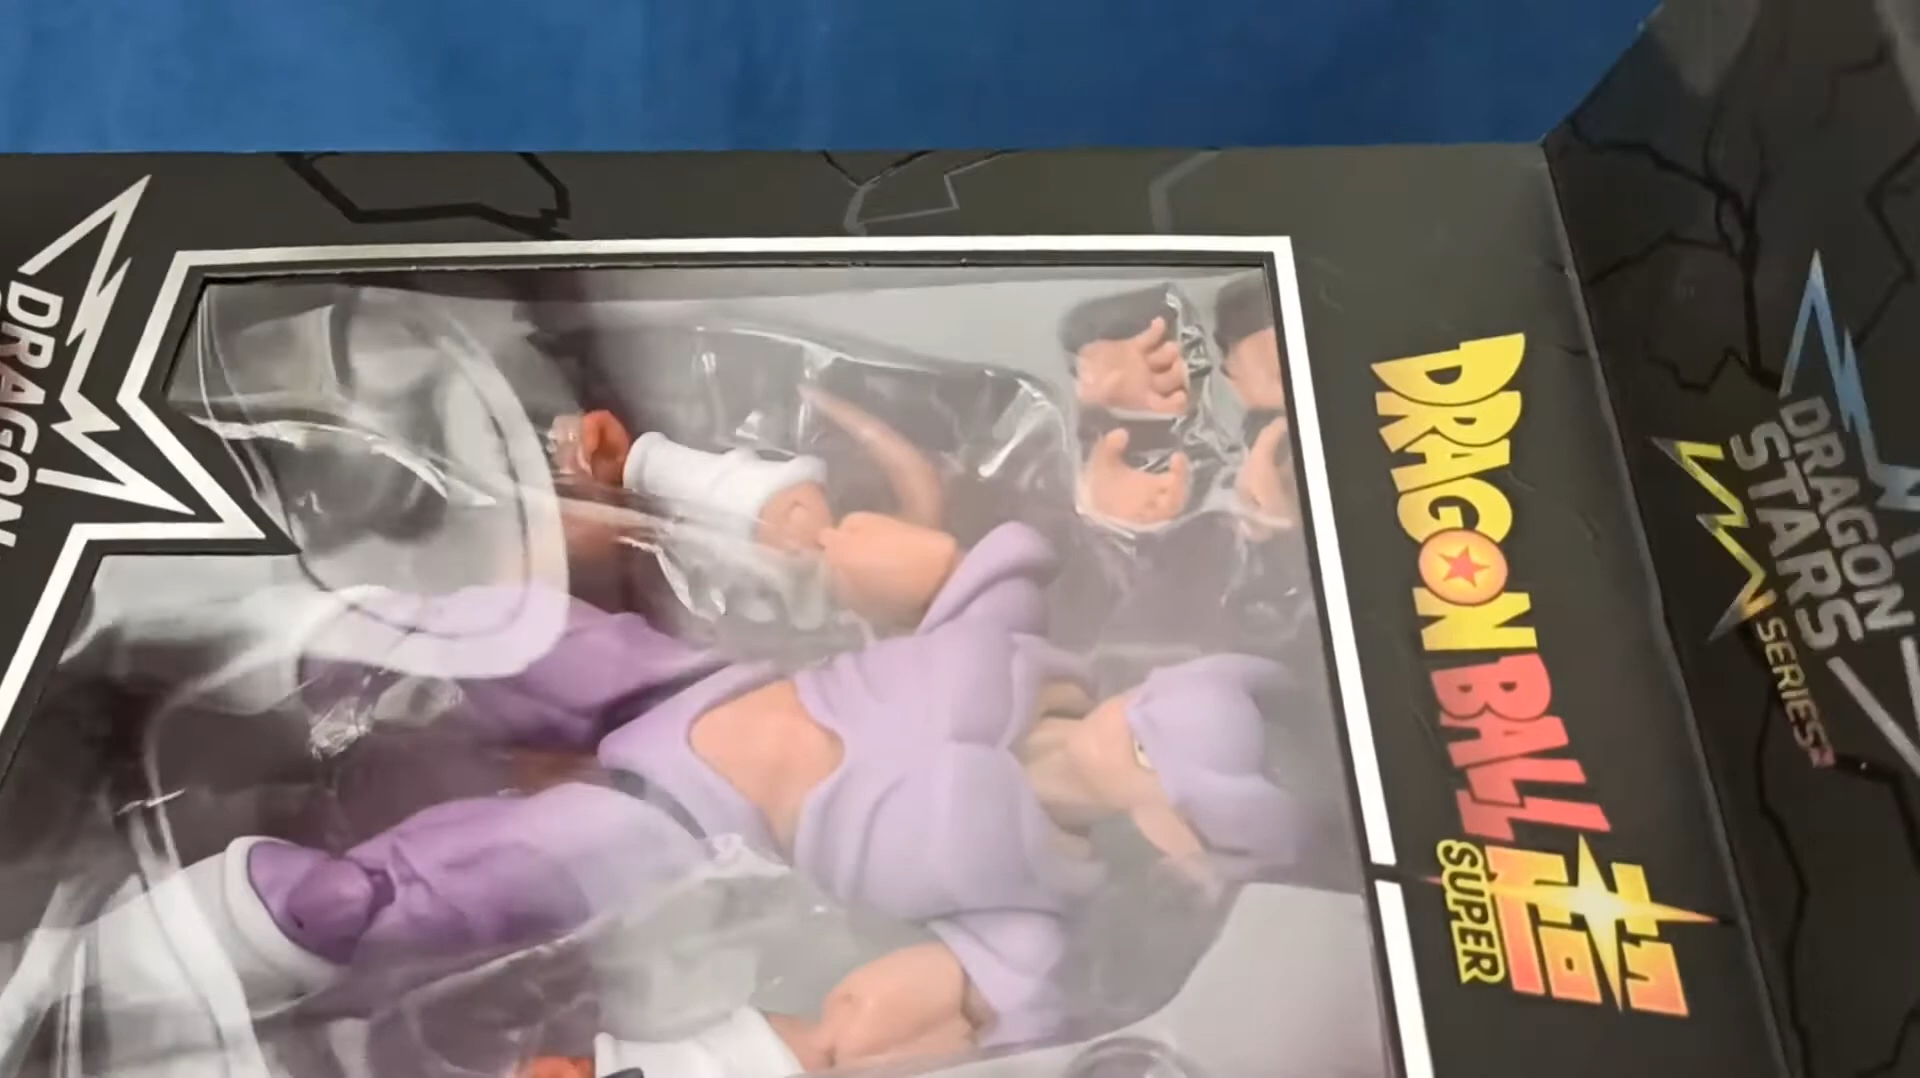 DRAGON
DRAGON
BALL
SUPER
DRAGON
STARS
SERIES